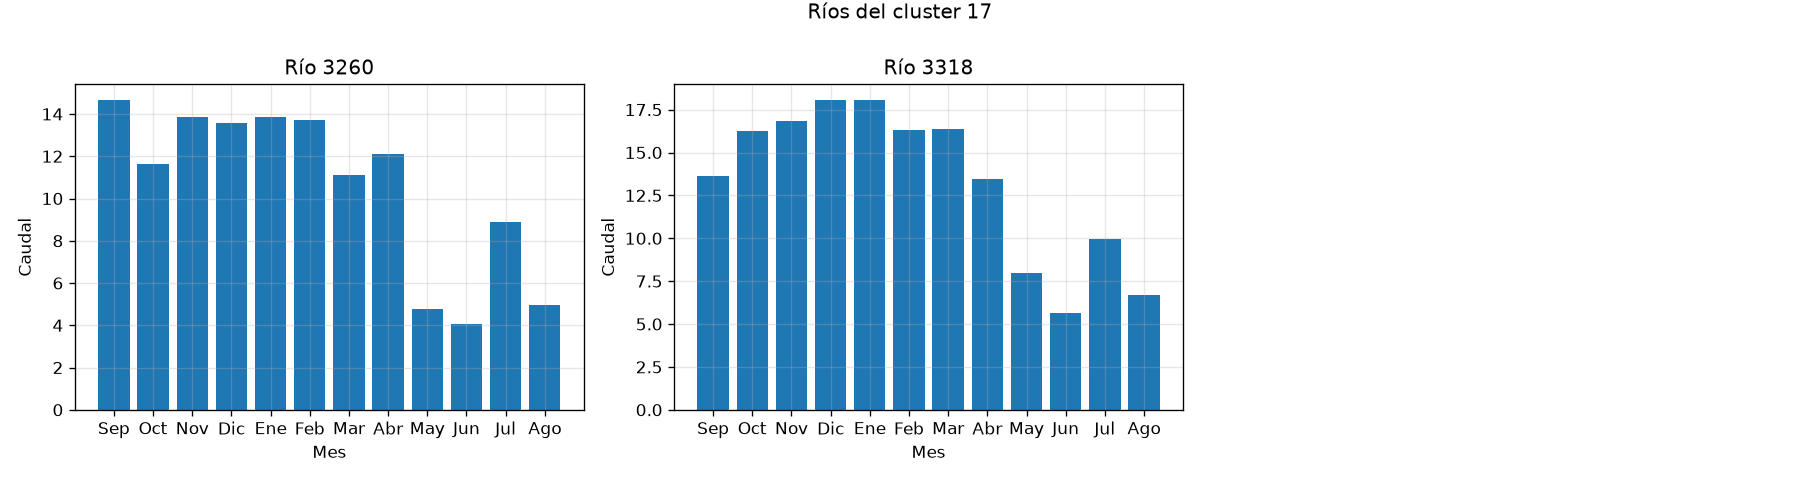 Ríos del cluster 17
Río 3260
Caudal
14
12
10
8
6
4
2
0
Sep Oct Nov Dic Ene Feb Mar Abr May Jun Jul Ago
Mes
Río 3318
Caudal
17.5
15.0
12.5
10.0
7.5
5.0
2.5
0.0
Sep Oct Nov Dic Ene Feb Mar Abr May Jun Jul Ago
Mes